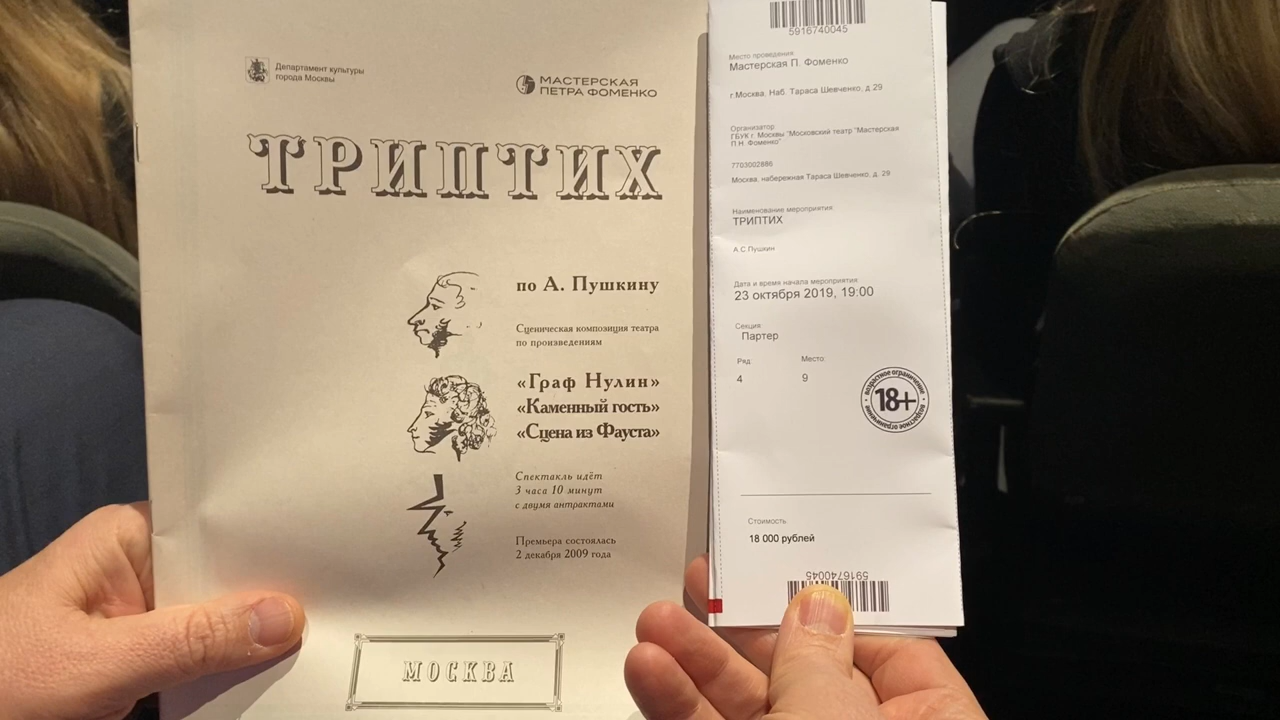 Департамент культуры
города Москвы
МАСТЕРСКАЯ
ПЕТРА ФОМЕНКО
ТРИПТИХ
по А. Пушкину
Сценическая композиция театра
по произведениям
«Граф Нулин»
«Каменный гость»
«Сцена из Фауста»
Спектакль идёт
3 часа 10 минут
с двумя антрактами
Премьера состоялась
2 декабря 2009 года
МОСКВА
5916740045
Место проведения
Мастерская П. Фоменко
г.Москва, Наб. Тараса Шевченко, д.29
Организатор
ГБУК г. Москвы "Московский театр "Мастерская
П.Н. Фоменко"
7703002886
Москва, набережная Тараса Шевченко, д. 29
Наименование мероприятия
ТРИПТИХ
А.С.Пушкин
Дата и время начала мероприятия
23 октября 2019, 19:00
Секция
Партер
Ряд: Место:
4 9
возрастное ограничение
18+
возрастное ограничение
Стоимость
18 000 рублей
5916740045